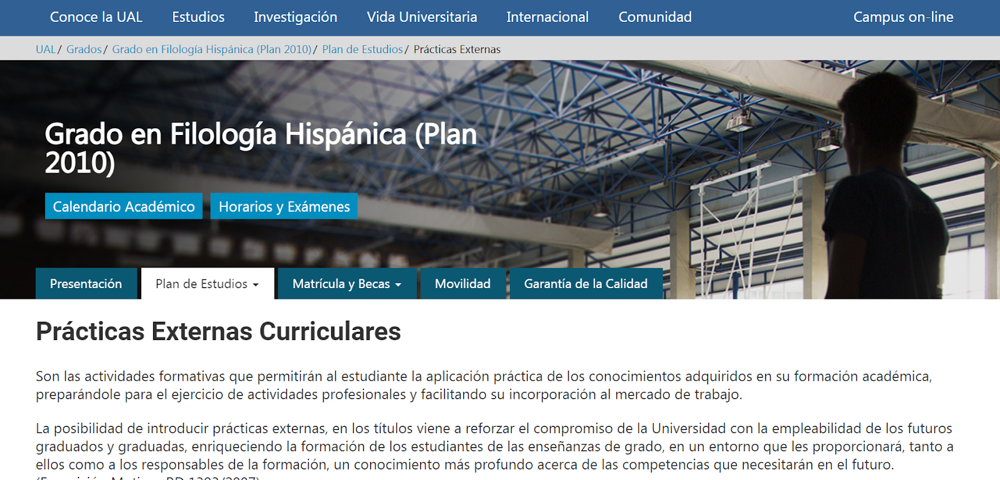 Conoce la UAL Estudios Investigación Vida Universitaria Internacional Comunidad Campus on-line
UAL / Grados / Grado en Filología Hispánica (Plan 2010) / Plan de Estudios / Prácticas Externas
Grado en Filología Hispánica (Plan
2010)
Calendario Académico Horarios y Exámenes
Presentación Plan de Estudios Matrícula y Becas Movilidad Garantía de la Calidad
Prácticas Externas Curriculares
Son las actividades formativas que permitirán al estudiante la aplicación práctica de los conocimientos adquiridos en su formación académica,
preparándole para el ejercicio de actividades profesionales y facilitando su incorporación al mercado de trabajo.
La posibilidad de introducir prácticas externas, en los títulos viene a reforzar el compromiso de la Universidad con la empleabilidad de los futuros
graduados y graduadas, enriqueciendo la formación de los estudiantes de las enseñanzas de grado, en un entorno que les proporcionará, tanto a
ellos como a los responsables de la formación, un conocimiento más profundo acerca de las competencias que necesitarán en el futuro.